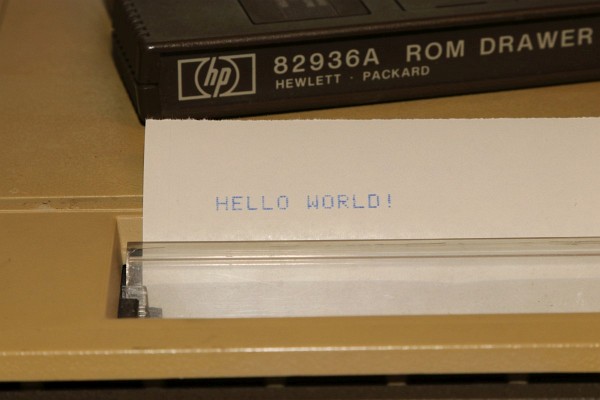 hp 82936A ROM DRAWER
HEWLETT · PACKARD
HELLO WORLD!